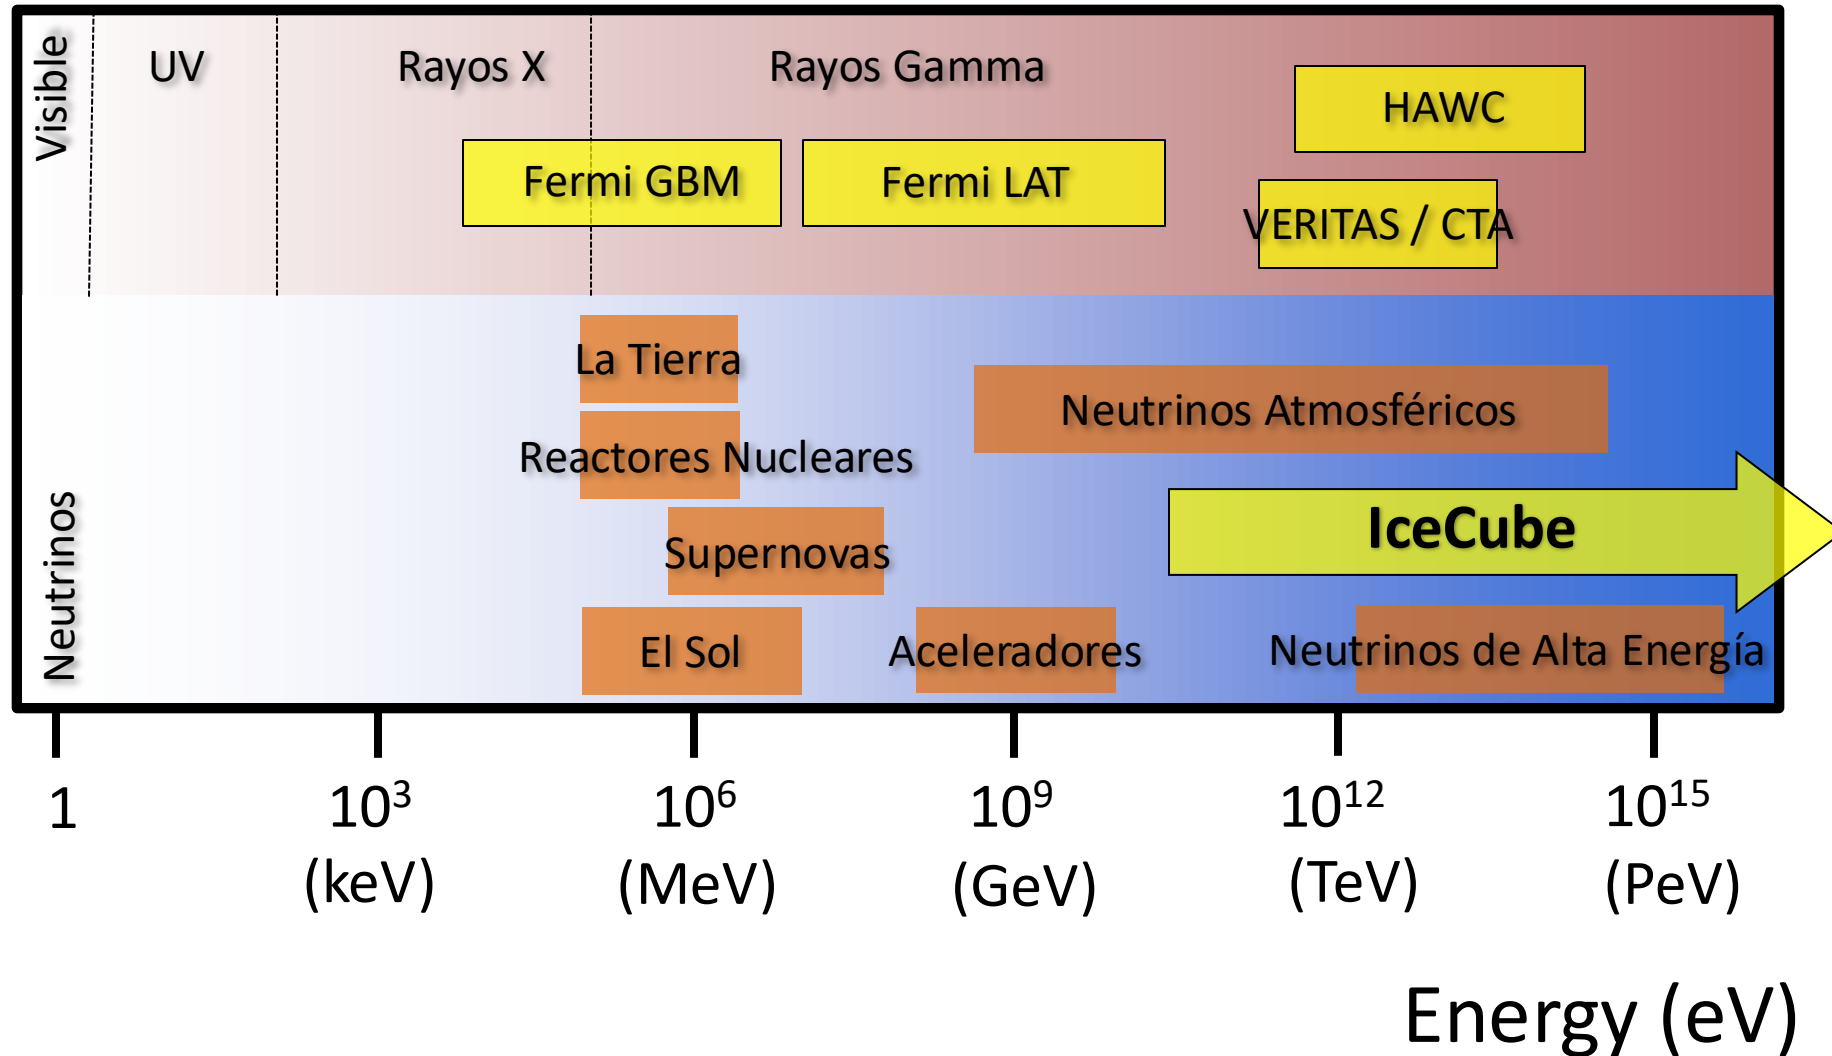 Visible
UV
Rayos X
Rayos Gamma
HAWC
Fermi GBM
Fermi LAT
VERITAS / CTA
Neutrinos
La Tierra
Neutrinos Atmosféricos
Reactores Nucleares
IceCube
Supernovas
El Sol
Aceleradores
Neutrinos de Alta Energía
1
10³
10⁶
10⁹
10¹²
10¹⁵
(keV)
(MeV)
(GeV)
(TeV)
(PeV)
Energy (eV)